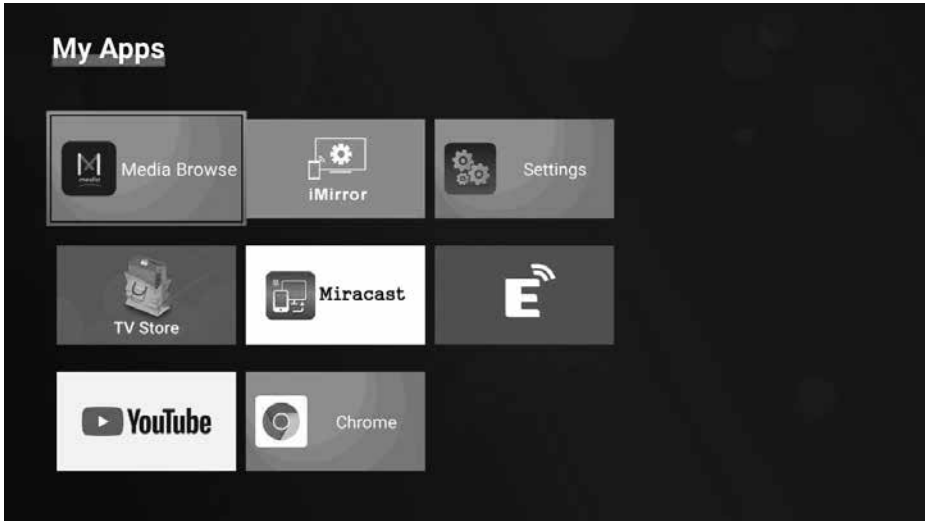 My Apps
Media Browse
iMirror
Settings
TV Store
Miracast
E
YouTube
Chrome